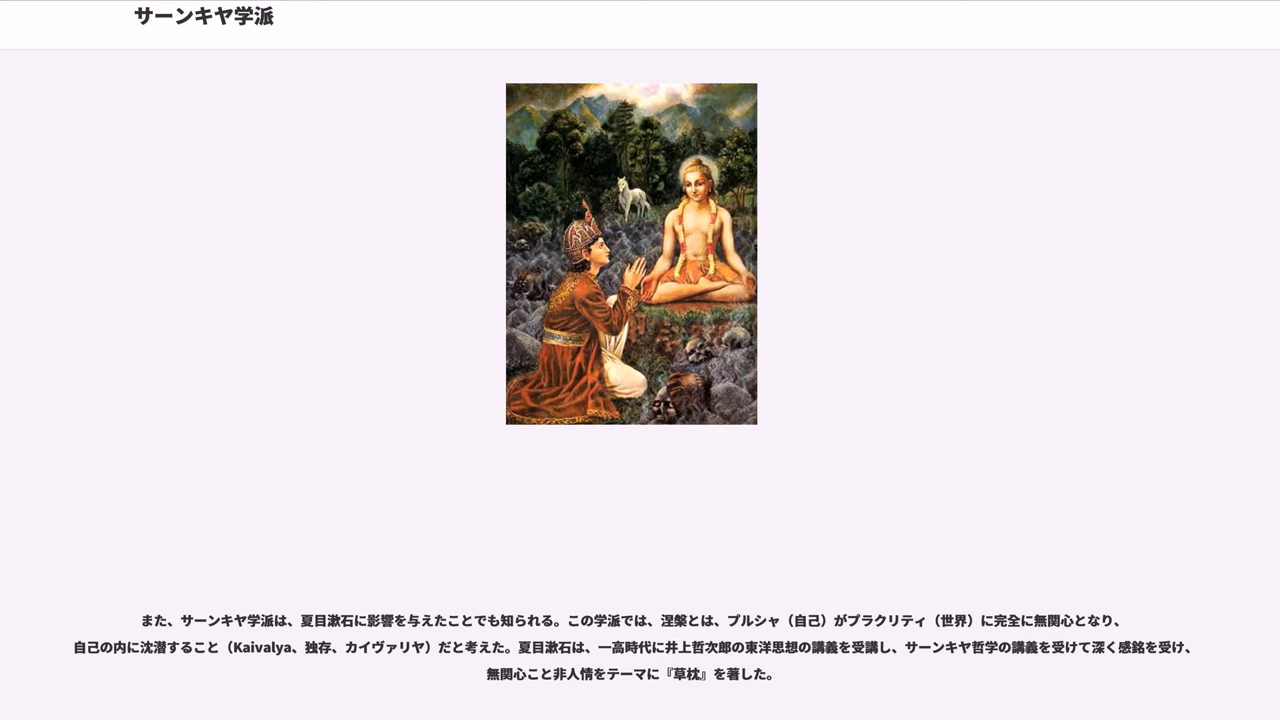 サーンキヤ学派
また、サーンキヤ学派は、夏目漱石に影響を与えたことでも知られる。この学派では、涅槃とは、プルシャ（自己）がプラクリティ（世界）に完全に無関心となり、
自己の内に沈潜すること（Kaivalya、独存、カイヴァリヤ）だと考えた。夏目漱石は、一高時代に井上哲次郎の東洋思想の講義を受講し、サーンキヤ哲学の講義を受けて深く感銘を受け、
無関心こと非人情をテーマに『草枕』を著した。